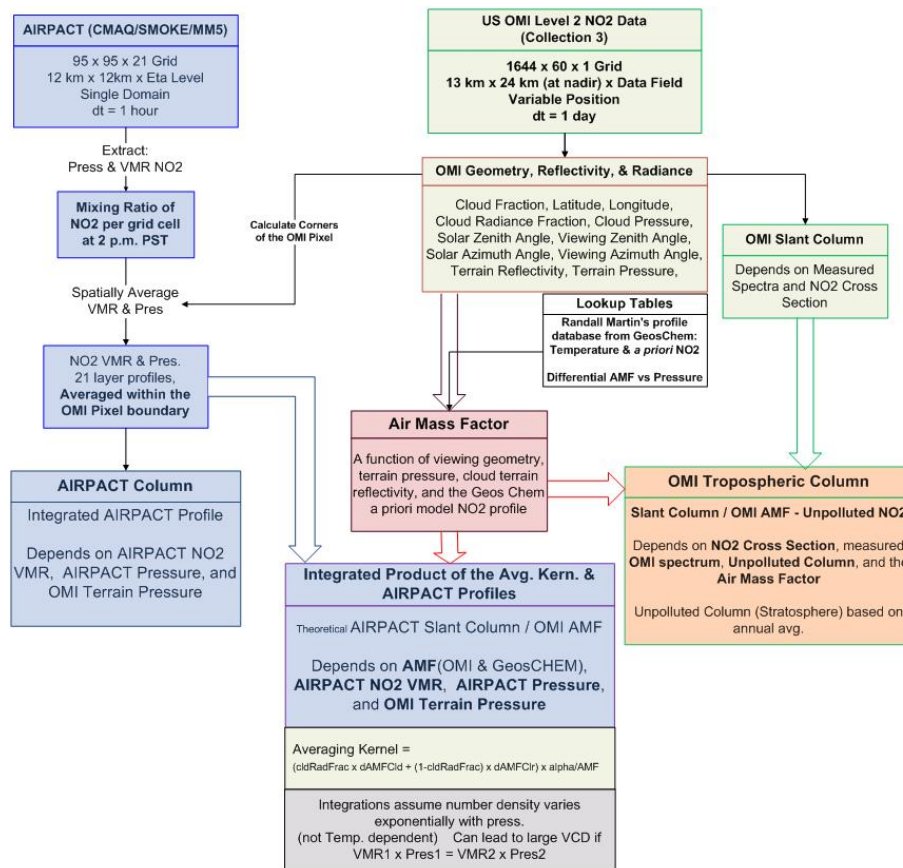 AIRPACT (CMAQ/SMOKE/MM5)
95 x 95 x 21 Grid
12 km x 12km x Eta Level
Single Domain
dt = 1 hour
US OMI Level 2 NO2 Data
(Collection 3)
1644 x 60 x 1 Grid
13 km x 24 km (at nadir) x Data Field
Variable Position
dt = 1 day
Extract:
Press & VMR NO2
OMI Geometry, Reflectivity, & Radiance
Cloud Fraction, Latitude, Longitude,
Cloud Radiance Fraction, Cloud Pressure,
Solar Zenith Angle, Viewing Zenith Angle,
Solar Azimuth Angle, Viewing Azimuth Angle,
Terrain Reflectivity, Terrain Pressure,
Mixing Ratio of
NO2 per grid cell
at 2 p.m. PST
Calculate Corners
of the OMI Pixel
OMI Slant Column
Depends on Measured
Spectra and NO2 Cross
Section
Spatially Average
VMR & Pres
Lookup Tables
Randall Martin's profile
database from GeosChem:
Temperature & a priori NO2
Differential AMF vs Pressure
NO2 VMR & Pres.
21 layer profiles,
Averaged within the
OMI Pixel boundary
Air Mass Factor
A function of viewing geometry,
terrain pressure, cloud terrain
reflectivity, and the Geos Chem
a priori model NO2 profile
AIRPACT Column
Integrated AIRPACT Profile
Depends on AIRPACT NO2
VMR, AIRPACT Pressure, and
OMI Terrain Pressure
OMI Tropospheric Column
Slant Column / OMI AMF - Unpolluted NO2
Depends on NO2 Cross Section, measured
OMI spectrum, Unpolluted Column, and the
Air Mass Factor
Unpolluted Column (Stratosphere) based on
annual avg.
Integrated Product of the Avg. Kern. &
AIRPACT Profiles
Theoretical AIRPACT Slant Column / OMI AMF
Depends on AMF(OMI & GeosCHEM),
AIRPACT NO2 VMR, AIRPACT Pressure,
and OMI Terrain Pressure
Averaging Kernel =
(cldRadFrac x dAMFCld + (1-cldRadFrac) x dAMFClr) x alpha/AMF
Integrations assume number density varies
exponentially with press.
(not Temp. dependent) Can lead to large VCD if
VMR1 x Pres1 = VMR2 x Pres2